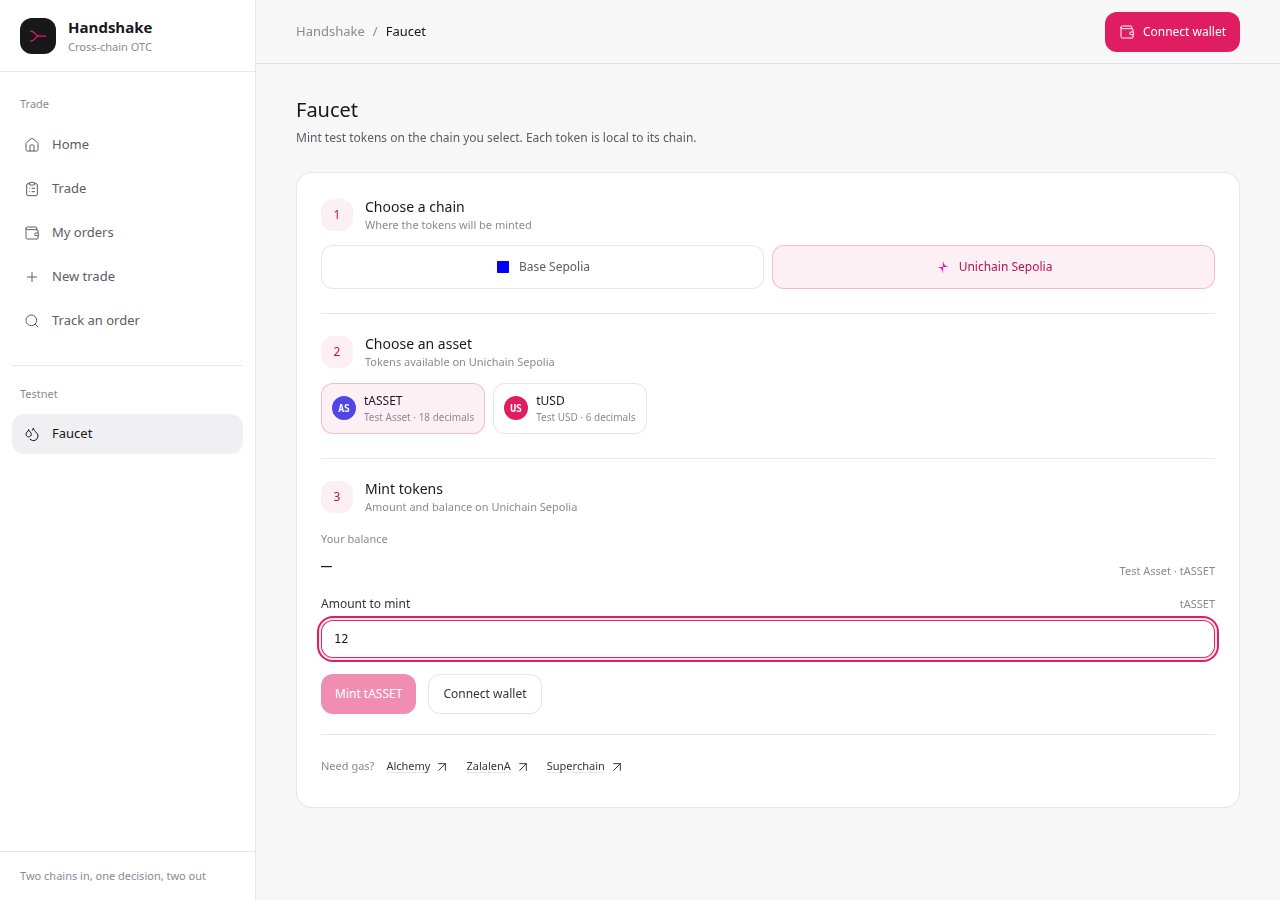 Handshake
Cross-chain OTC
Trade
Home
Trade
My orders
New trade
Track an order
Testnet
Faucet
Two chains in, one decision, two out
Handshake / Faucet
Connect wallet
Faucet
Mint test tokens on the chain you select. Each token is local to its chain.
1
Choose a chain
Where the tokens will be minted
Base Sepolia
Unichain Sepolia
2
Choose an asset
Tokens available on Unichain Sepolia
AS
tASSET
Test Asset · 18 decimals
US
tUSD
Test USD · 6 decimals
3
Mint tokens
Amount and balance on Unichain Sepolia
Your balance
—
Test Asset · tASSET
Amount to mint
tASSET
12
Mint tASSET
Connect wallet
Need gas? Alchemy ZalalenA Superchain